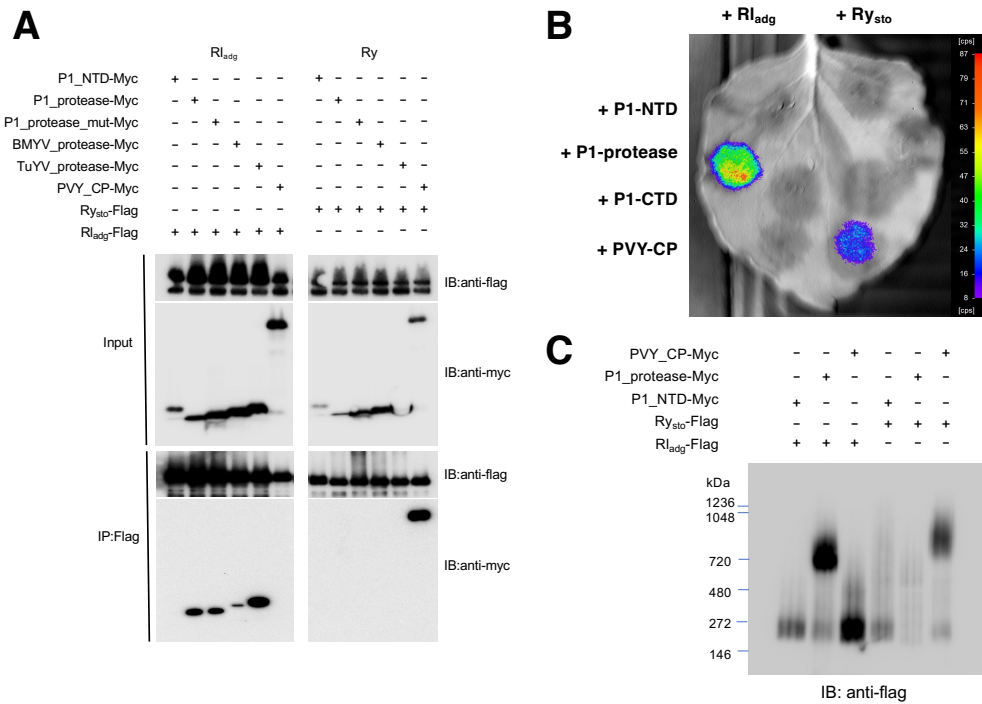 A
Rl_adg Ry
P1_NTD-Myc + – – – – – + – – – – –
P1_protease-Myc – + – – – – – + – – – –
P1_protease_mut-Myc – – + – – – – – + – – –
BMYV_protease-Myc – – – + – – – – – + – –
TuYV_protease-Myc – – – – + – – – – – + –
PVY_CP-Myc – – – – – + – – – – – +
Ry_sto-Flag – – – – – – + + + + + +
Rl_adg-Flag + + + + + + – – – – – –
IB:anti-flag
Input
IB:anti-myc
IB:anti-flag
IP:Flag
IB:anti-myc
B
+ Rl_adg + Ry_sto
+ P1-NTD
+ P1-protease
+ P1-CTD
+ PVY-CP
[cps]
87
79
71
63
55
47
40
32
24
16
8
[cps]
C
PVY_CP-Myc – – + – – +
P1_protease-Myc – + – – + –
P1_NTD-Myc + – – + – –
Ry_sto-Flag – – – + + +
Rl_adg-Flag + + + – – –
kDa
1236
1048
720
480
272
146
IB: anti-flag